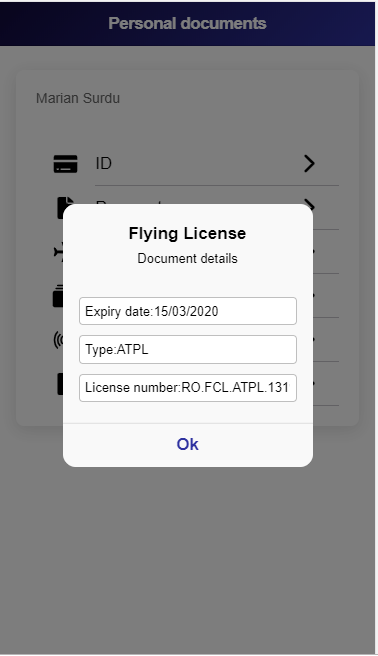 Personal documents
Marian Surdu
ID
Flying License
Document details
Expiry date:15/03/2020
Type:ATPL
License number:RO.FCL.ATPL.131
Ok